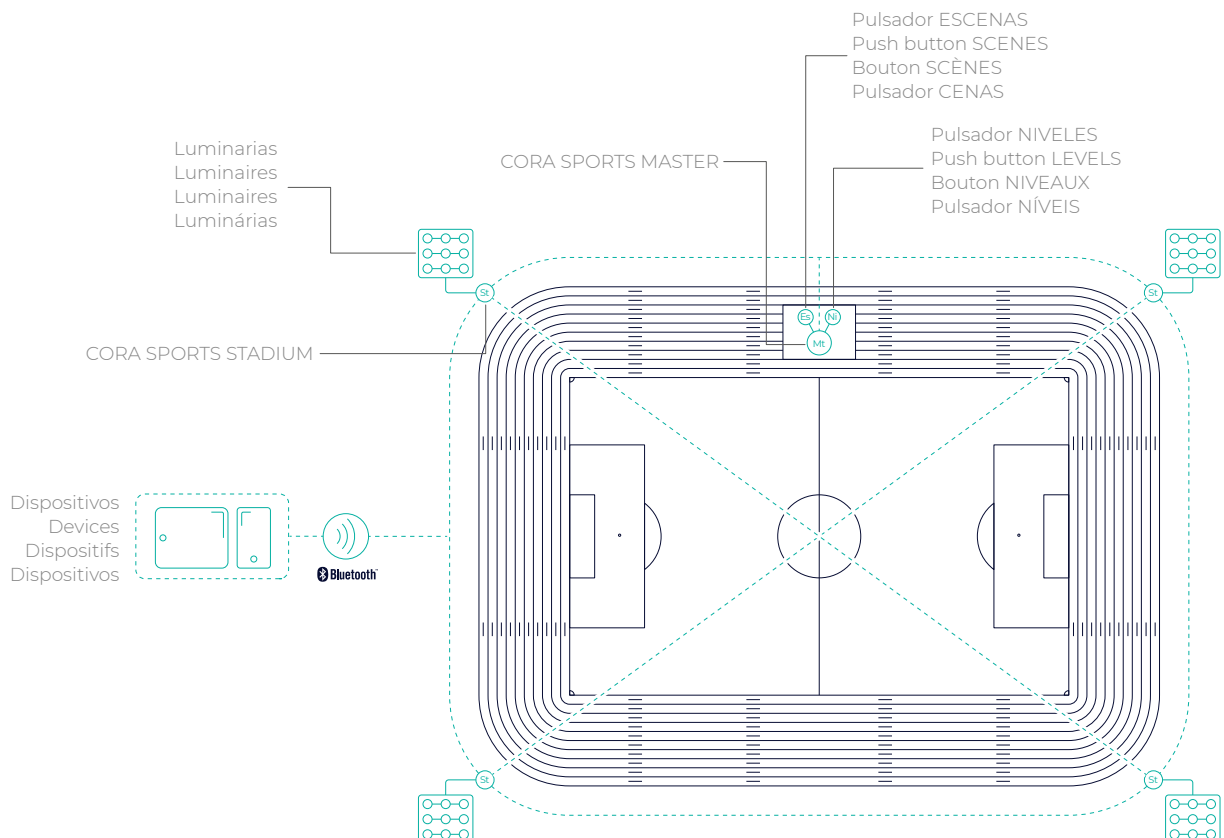 Pulsador ESCENAS
Push button SCENES
Bouton SCÈNES
Pulsador CENAS
Pulsador NIVELES
Push button LEVELS
Bouton NIVEAUX
Pulsador NÍVEIS
CORA SPORTS MASTER
Luminarias
Luminaires
Luminaires
Luminárias
St
St
Es
Ni
Mt
CORA SPORTS STADIUM
Dispositivos
Devices
Dispositifs
Dispositivos
Bluetooth™
St
St